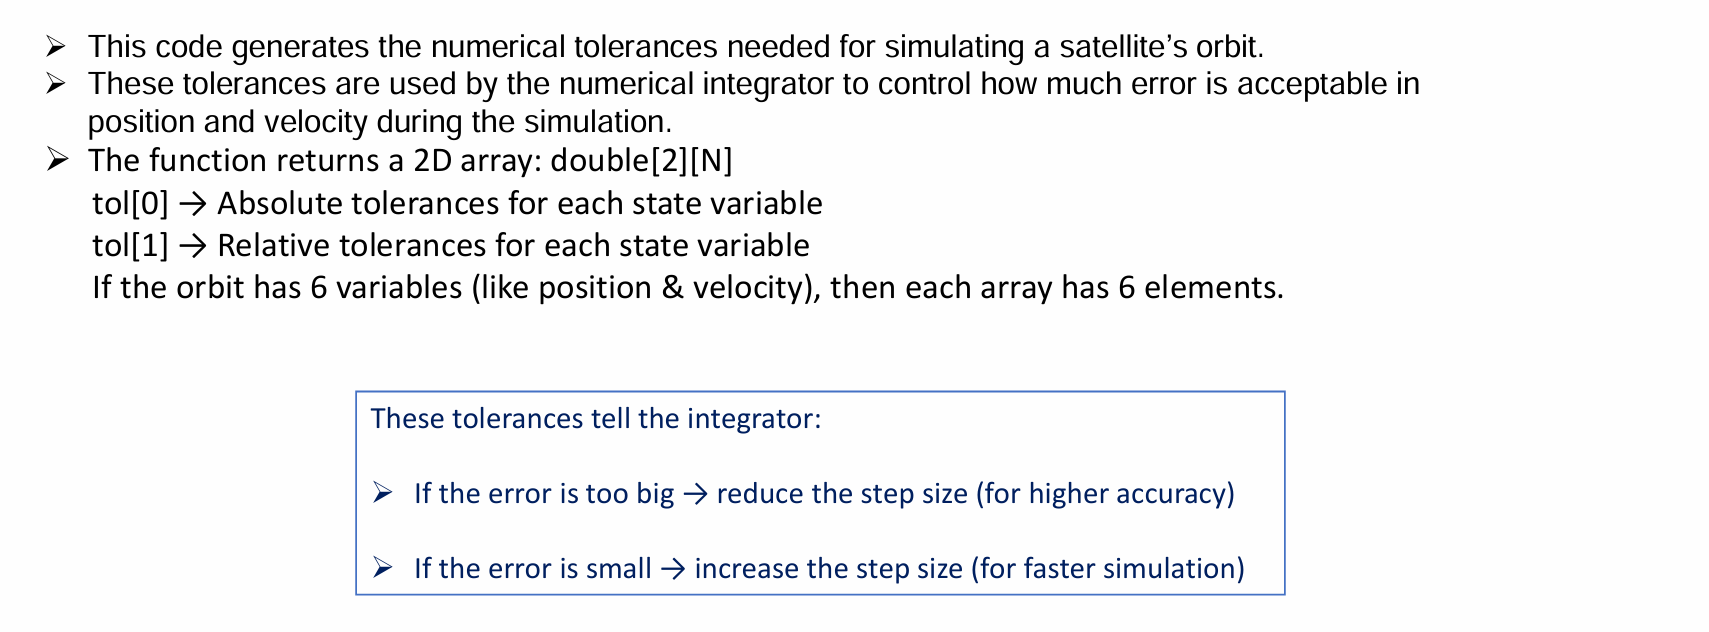 ➢ This code generates the numerical tolerances needed for simulating a satellite’s orbit.
➢ These tolerances are used by the numerical integrator to control how much error is acceptable in
position and velocity during the simulation.
➢ The function returns a 2D array: double[2][N]
tol[0] → Absolute tolerances for each state variable
tol[1] → Relative tolerances for each state variable
If the orbit has 6 variables (like position & velocity), then each array has 6 elements.
These tolerances tell the integrator:
➢ If the error is too big → reduce the step size (for higher accuracy)
➢ If the error is small → increase the step size (for faster simulation)